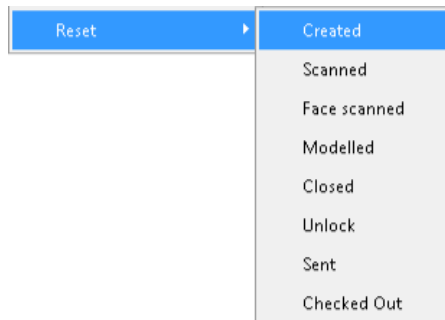 Reset
Created
Scanned
Face scanned
Modelled
Closed
Unlock
Sent
Checked Out